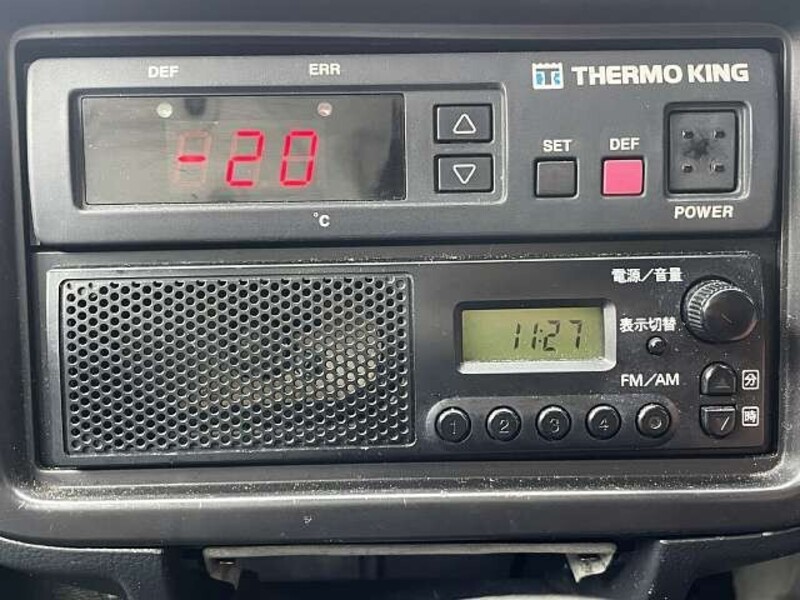 DEF ERR
THERMO KING
-20
°C
SET DEF
POWER
電源／音量
11:27
表示切替
FM／AM
分
1 2 3 4
時